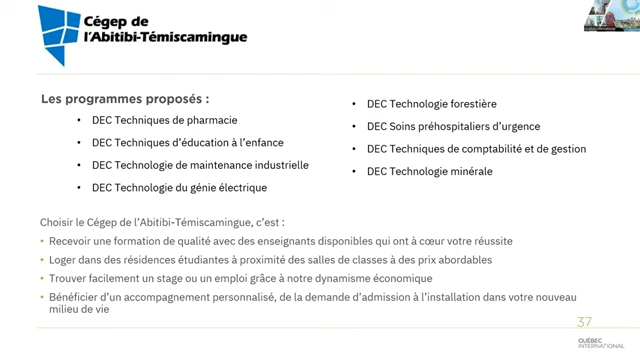 Cégep de
l'Abitibi-Témiscamingue
Les programmes proposés :
• DEC Techniques de pharmacie
• DEC Techniques d'éducation à l'enfance
• DEC Technologie de maintenance industrielle
• DEC Technologie du génie électrique
• DEC Technologie forestière
• DEC Soins préhospitaliers d'urgence
• DEC Techniques de comptabilité et de gestion
• DEC Technologie minérale
Choisir le Cégep de l'Abitibi-Témiscamingue, c'est :
• Recevoir une formation de qualité avec des enseignants disponibles qui ont à cœur votre réussite
• Loger dans des résidences étudiantes à proximité des salles de classes à des prix abordables
• Trouver facilement un stage ou un emploi grâce à notre dynamisme économique
• Bénéficier d'un accompagnement personnalisé, de la demande d'admission à l'installation dans votre nouveau
milieu de vie
37
QUÉBEC
INTERNATIONAL